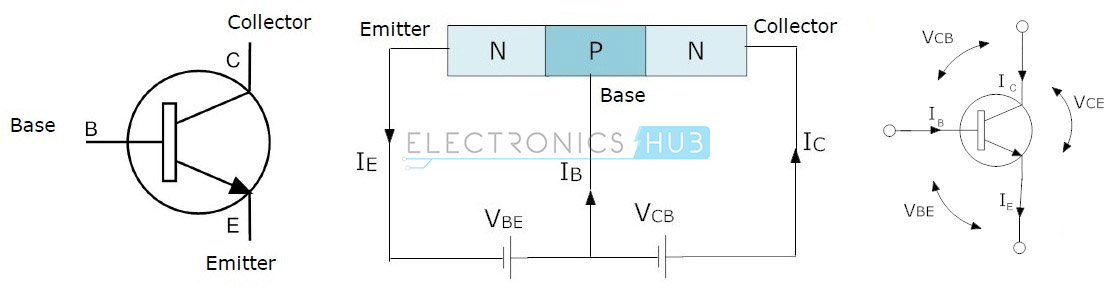 Collector
C
Base
B
E
Emitter
Emitter
N P N
Collector
Base
ELECTRONICS HUB
IE
IB
IC
VBE
VCB
VCB
IC
VCE
IB
VBE
IE